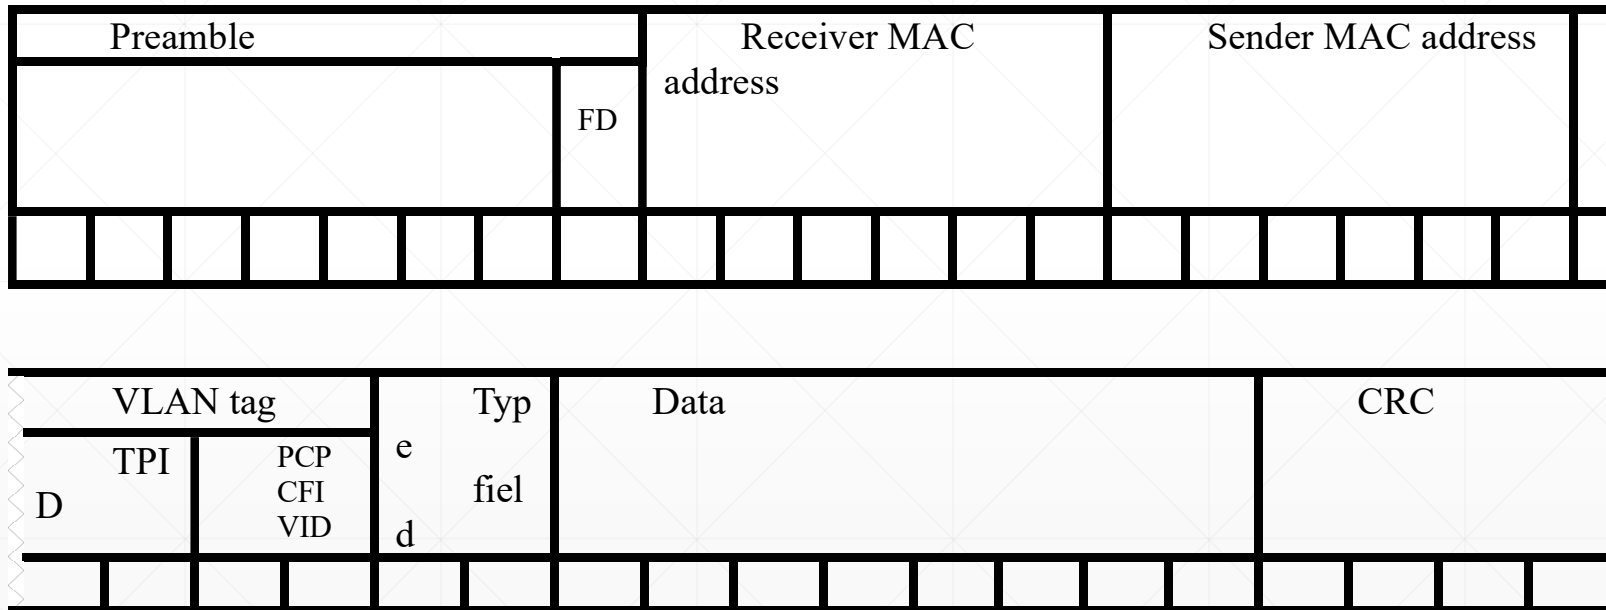 Preamble
FD
Receiver MAC
address
Sender MAC address
VLAN tag
TPI
D
PCP
CFI
VID
Typ
e
fiel
d
Data
CRC